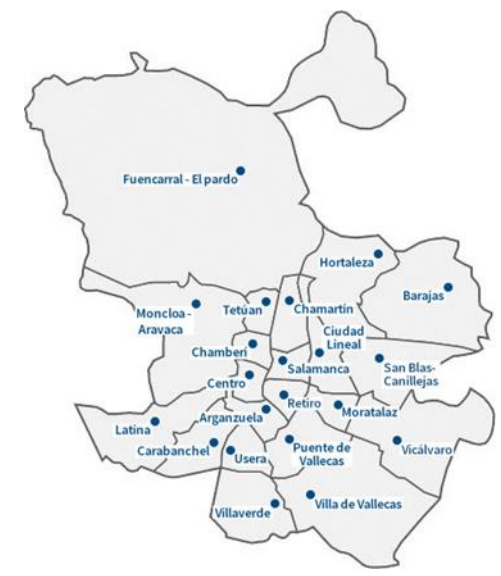 Fuencarral - El pardo
Hortaleza
Barajas
Moncloa -
Aravaca
Tetúan
Chamartín
Ciudad
Lineal
Chamberi
Salamanca
San Blas-
Canillejas
Centro
Retiro
Moratalaz
Arganzuela
Latina
Carabanchel
Usera
Puente de
Vallecas
Vicálvaro
Villaverde
Villa de Vallecas